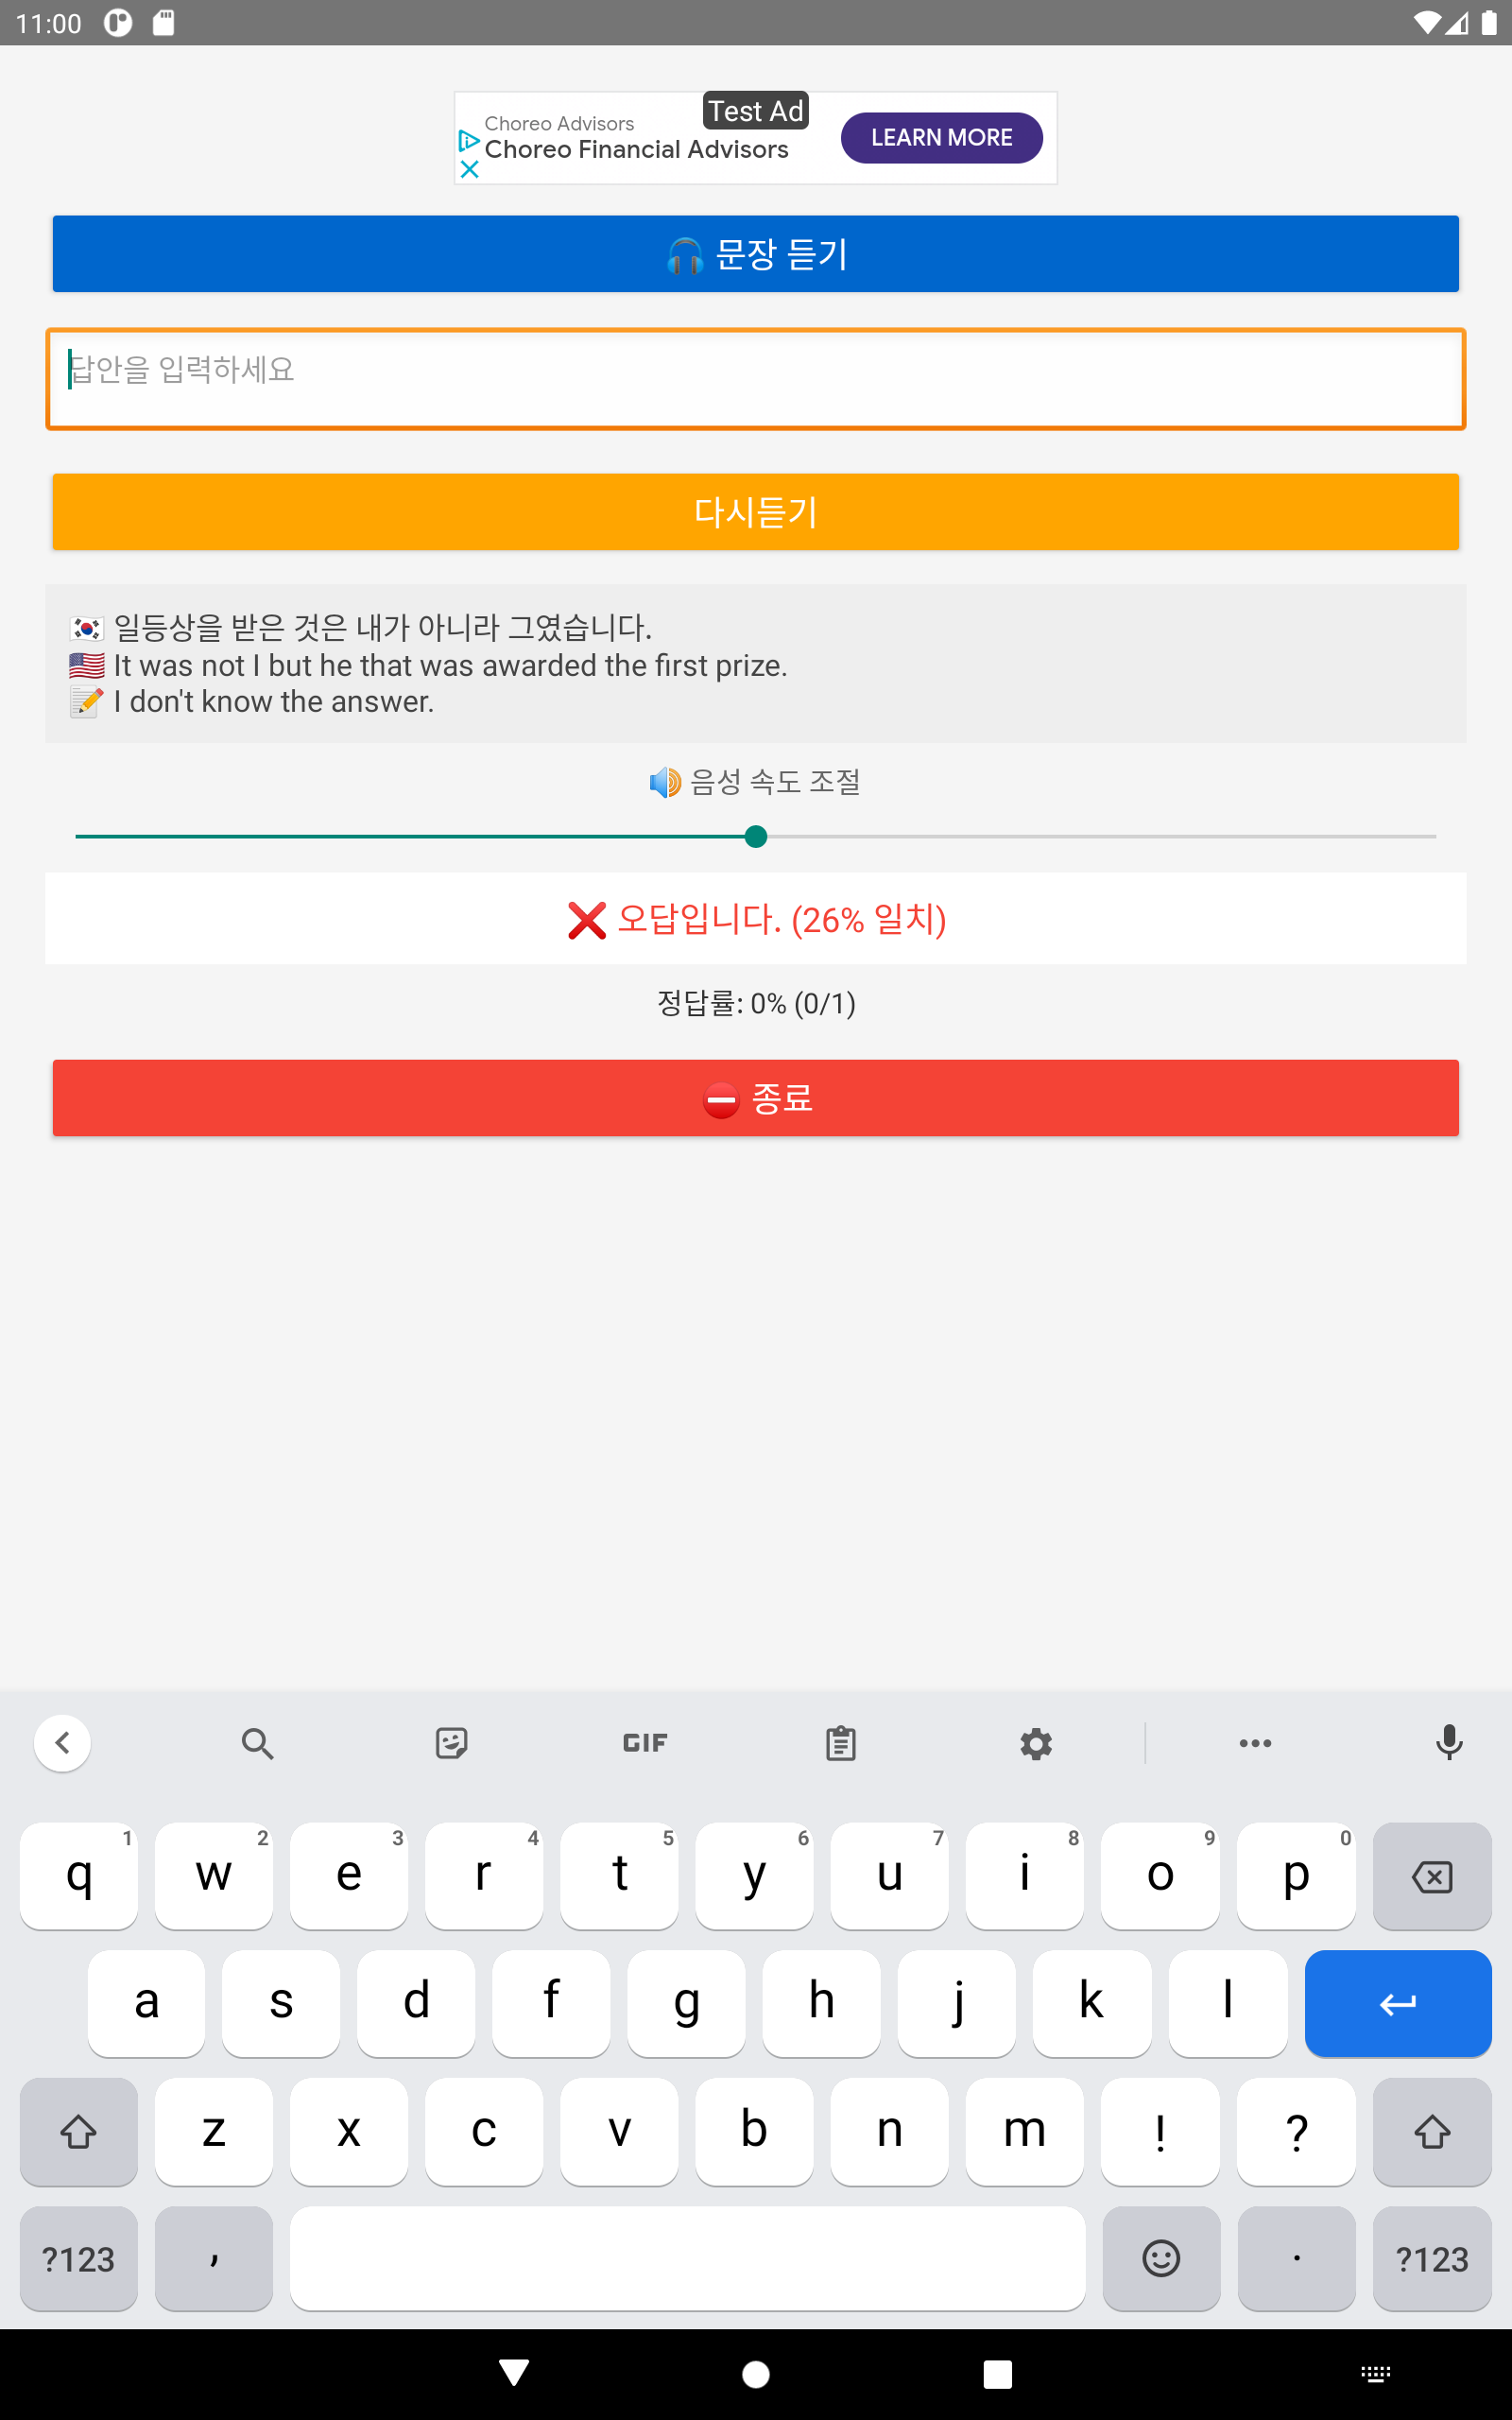 11:00
Test Ad
Choreo Advisors
Choreo Financial Advisors
LEARN MORE
🎧 문장 듣기
답안을 입력하세요
다시듣기
🇰🇷 일등상을 받은 것은 내가 아니라 그였습니다.
🇺🇸 It was not I but he that was awarded the first prize.
📝 I don't know the answer.
🔊 음성 속도 조절
❌ 오답입니다. (26% 일치)
정답률: 0% (0/1)
⛔ 종료
GIF
q 1 w 2 e 3 r 4 t 5 y 6 u 7 i 8 o 9 p 0
a s d f g h j k l
z x c v b n m ! ?
?123 , . ?123